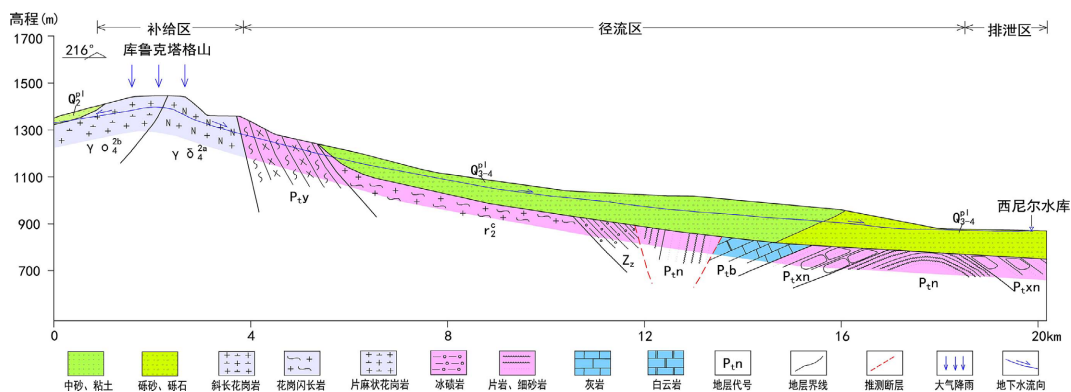 高程(m)
补给区
径流区
排泄区
1700
216°
库鲁克塔格山
1500
Q₂ᵖˡ
1300
γο₄²ᵇ
γδ₄²ᵃ
1100
Pₜy
Q₃₋₄ᵖˡ
900
r₂ᶜ
西尼尔水库
Q₃₋₄ᵖˡ
700
Z_z
Pₜn
Pₜb
Pₜxn
Pₜn
Pₜxn
0 4 8 12 16 20km
Pₜn
中砂、粘土 砾砂、砾石 斜长花岗岩 花岗闪长岩 片麻状花岗岩 冰碛岩 片岩、细砂岩 灰岩 白云岩 地层代号 地层界线 推测断层 大气降雨 地下水流向